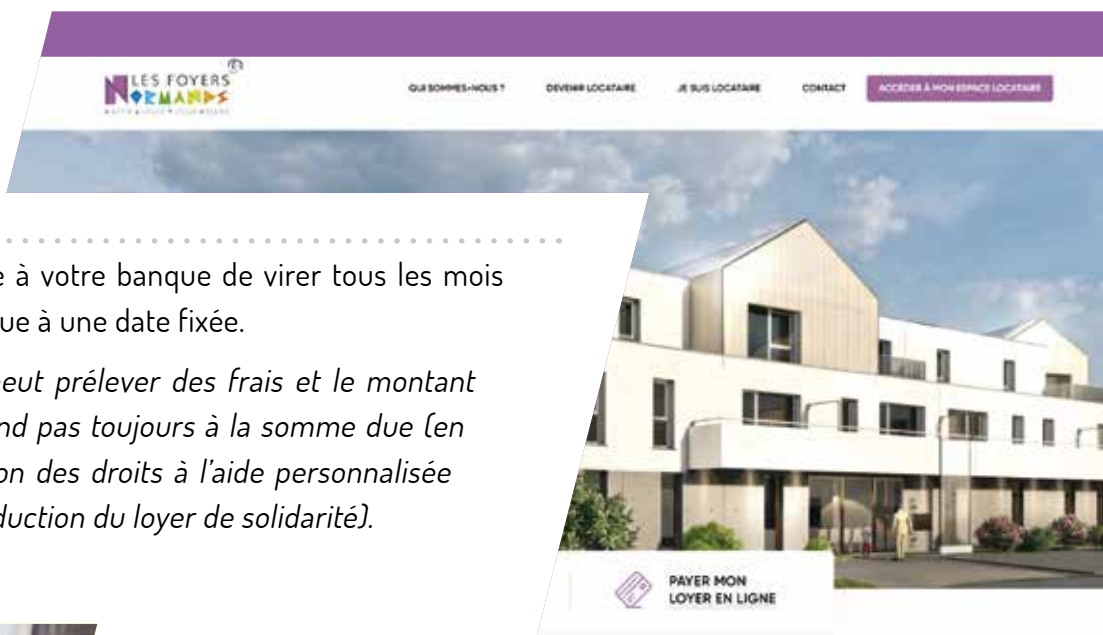 LES FOYERS
NORMANDS
QUI SOMMES-NOUS ?
DEVENIR LOCATAIRE
JE SUIS LOCATAIRE
CONTACT
ACCÉDER À MON ESPACE LOCATAIRE
e à votre banque de virer tous les mois
ue à une date fixée.
peut prélever des frais et le montant
nd pas toujours à la somme due (en
on des droits à l'aide personnalisée
duction du loyer de solidarité).
PAYER MON
LOYER EN LIGNE